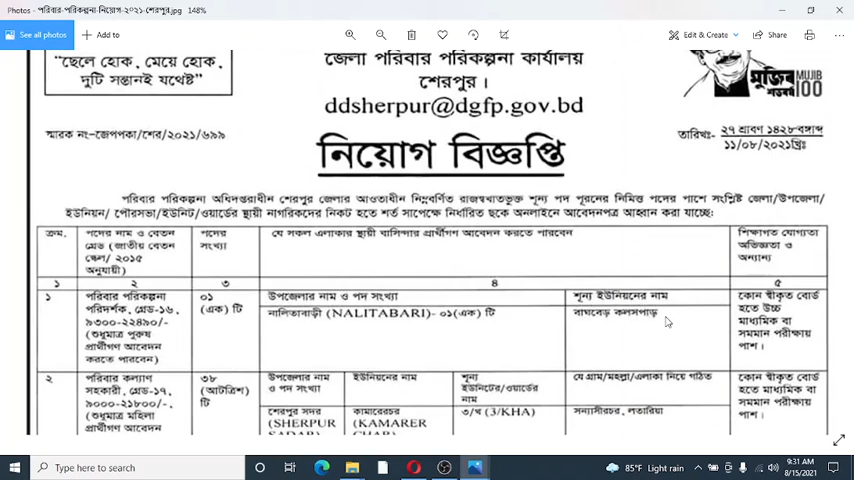 Photos - পরিবার-পরিকল্পনা-নিয়োগ-২০২১-শেরপুর.jpg 148%
See all photos
Add to
Edit & Create
Share
"ছেলে হোক, মেয়ে হোক,
দুটি সন্তানই যথেষ্ট"
জেলা পরিবার পরিকল্পনা কার্যালয়
শেরপুর।
ddsherpur@dgfp.gov.bd
মুজিব শতবর্ষ MUJIB 100
স্মারক নং-জেপপকা/শের/২০২১/৬৯৯
তারিখঃ- ২৭ শ্রাবণ ১৪২৮বঙ্গাব্দ
১১/০৮/২০২১খ্রিঃ
নিয়োগ বিজ্ঞপ্তি
পরিবার পরিকল্পনা অধিদপ্তরাধীন শেরপুর জেলার আওতাধীন নিম্নবর্ণিত রাজস্বখাতভুক্ত শূন্য পদ পূরনের নিমিত্ত পদের পাশে সংশ্লিষ্ট জেলা/উপজেলা/
ইউনিয়ন/ পৌরসভা/ইউনিট/ওয়ার্ডের স্থায়ী নাগরিকদের নিকট হতে শর্ত সাপেক্ষে নির্ধারিত ছকে অনলাইনে আবেদনপত্র আহ্বান করা যাচ্ছেঃ
ক্রম.
পদের নাম ও বেতন
গ্রেড (জাতীয় বেতন
স্কেল/ ২০১৫
অনুযায়ী)
পদের
সংখ্যা
যে সকল এলাকার স্থায়ী বাসিন্দার প্রার্থীগণ আবেদন করতে পারবেন
শিক্ষাগত যোগ্যতা
অভিজ্ঞতা ও
অন্যান্য
১ ২ ৩ ৪ ৫
১
পরিবার পরিকল্পনা
পরিদর্শক, গ্রেড-১৬,
৯৩০০-২২৪৯০/-
(শুধুমাত্র পুরুষ
প্রার্থীগণ আবেদন
করতে পারবেন)
০১
(এক) টি
উপজেলার নাম ও পদ সংখ্যা
নালিতাবাড়ী (NALITABARI)- ০১(এক) টি
শূন্য ইউনিয়নের নাম
বাঘবেড় কলসপাড়
কোন স্বীকৃত বোর্ড
হতে উচ্চ
মাধ্যমিক বা
সমমান পরীক্ষায়
পাশ।
২
পরিবার কল্যাণ
সহকারী, গ্রেড-১৭,
৯০০০-২১৮০০/-,
(শুধুমাত্র মহিলা
প্রার্থীগণ আবেদন
৩৮
(আটত্রিশ)
টি
উপজেলার নাম
ও পদ সংখ্যা
ইউনিয়নের নাম
শূন্য
ইউনিটের/ওয়ার্ডের
নাম
যে গ্রাম/মহল্লা/এলাকা নিয়ে গঠিত
কোন স্বীকৃত বোর্ড
হতে মাধ্যমিক বা
সমমান পরীক্ষায়
পাশ।
শেরপুর সদর
(SHERPUR
SADAR)
কামারেরচর
(KAMARER
CHAR)
৩/খ (3/KHA)
সন্যাসীরচর, লতারিয়া
Type here to search
85°F Light rain
9:31 AM
8/15/2021